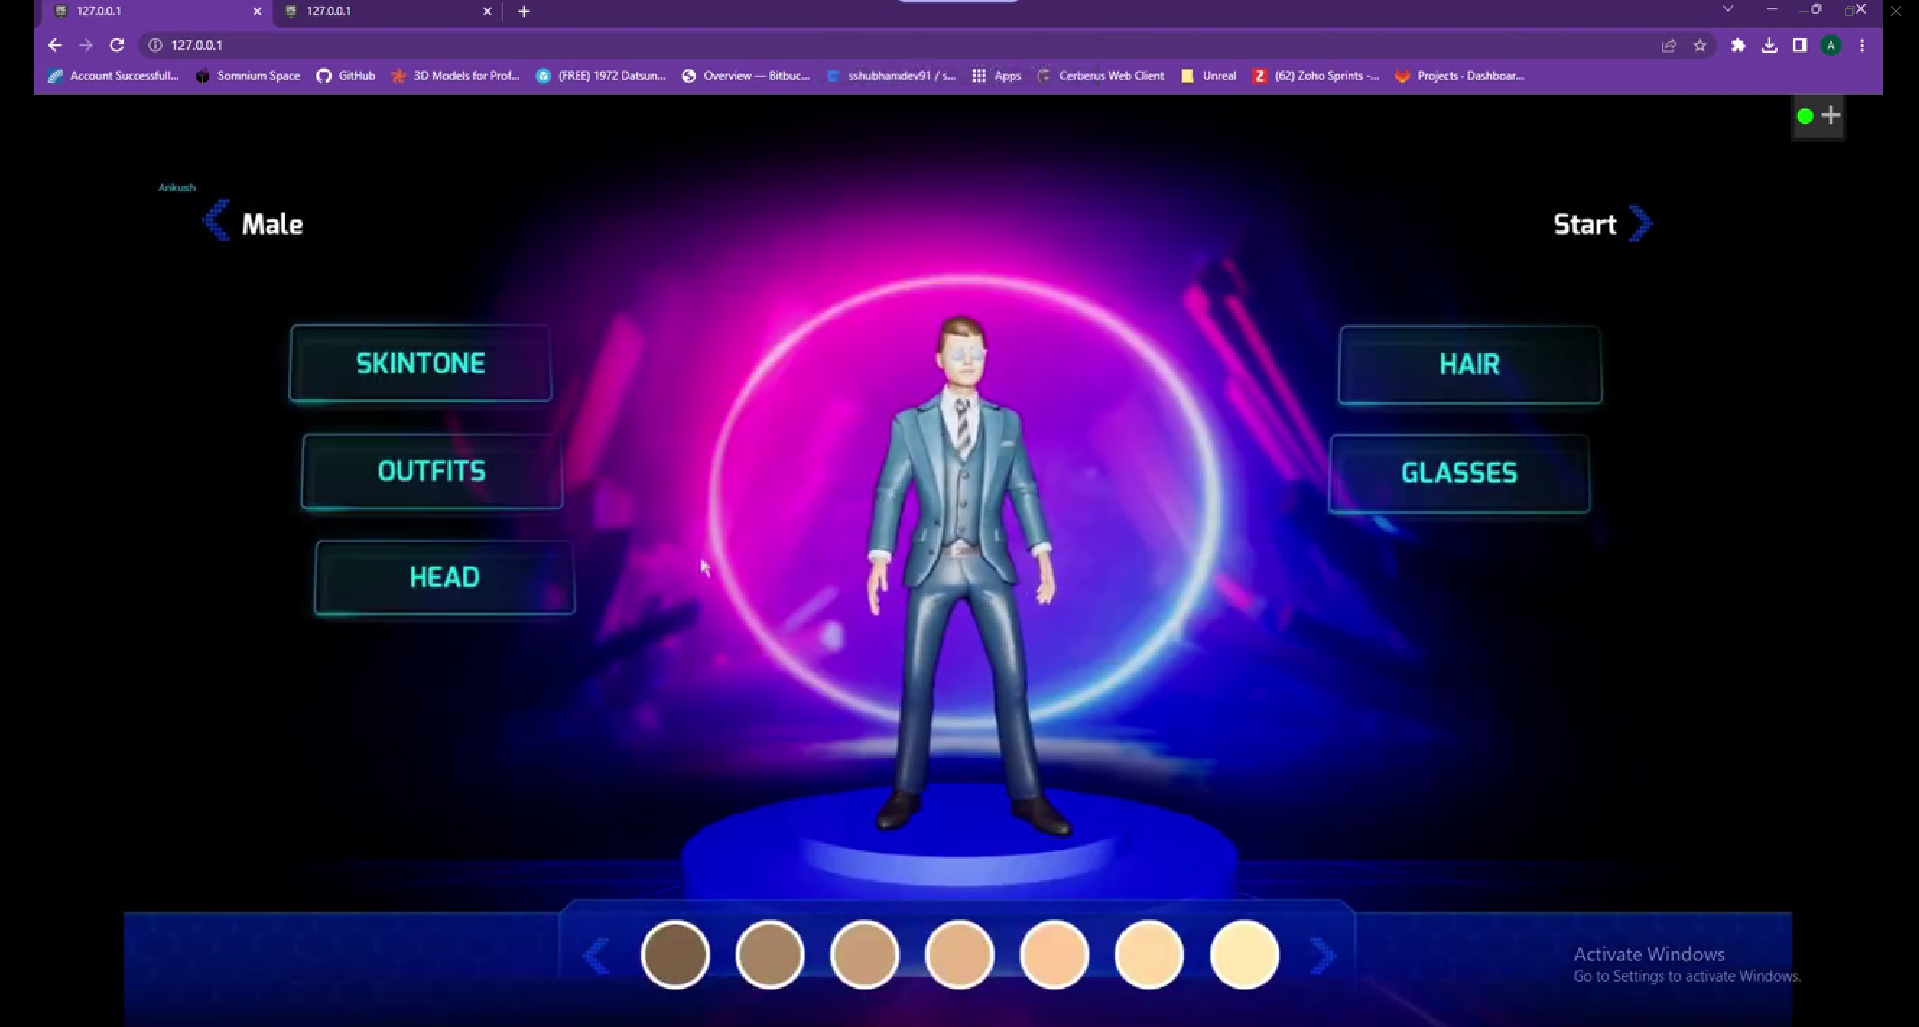 127.0.0.1
127.0.0.1
127.0.0.1
A
Account Successfull...
Somnium Space
GitHub
3D Models for Prof...
(FREE) 1972 Datsun...
Overview — Bitbuc...
sshubhamdev91 / s...
Apps
Cerberus Web Client
Unreal
Z
(62) Zoho Sprints -...
Projects - Dashboar...
Ankush
Male
Start
SKINTONE
HAIR
OUTFITS
GLASSES
HEAD
Activate Windows
Go to Settings to activate Windows.